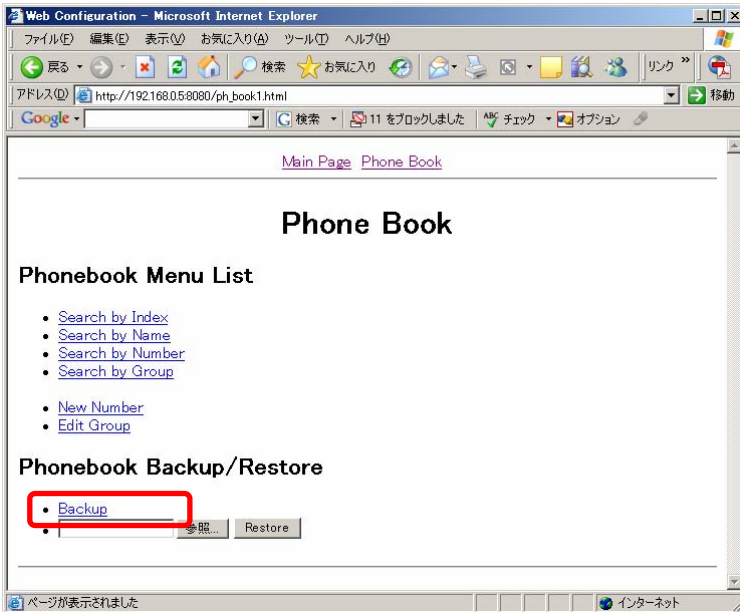 Web Configuration - Microsoft Internet Explorer
ファイル(F) 編集(E) 表示(V) お気に入り(A) ツール(T) ヘルプ(H)
戻る 検索 お気に入り リンク »
アドレス(D) http://192.168.0.5:8080/ph_book1.html 移動
Google 検索 11 をブロックしました ABC チェック オプション
Main Page Phone Book
Phone Book
Phonebook Menu List
Search by Index
Search by Name
Search by Number
Search by Group
New Number
Edit Group
Phonebook Backup/Restore
Backup
参照... Restore
ページが表示されました インターネット